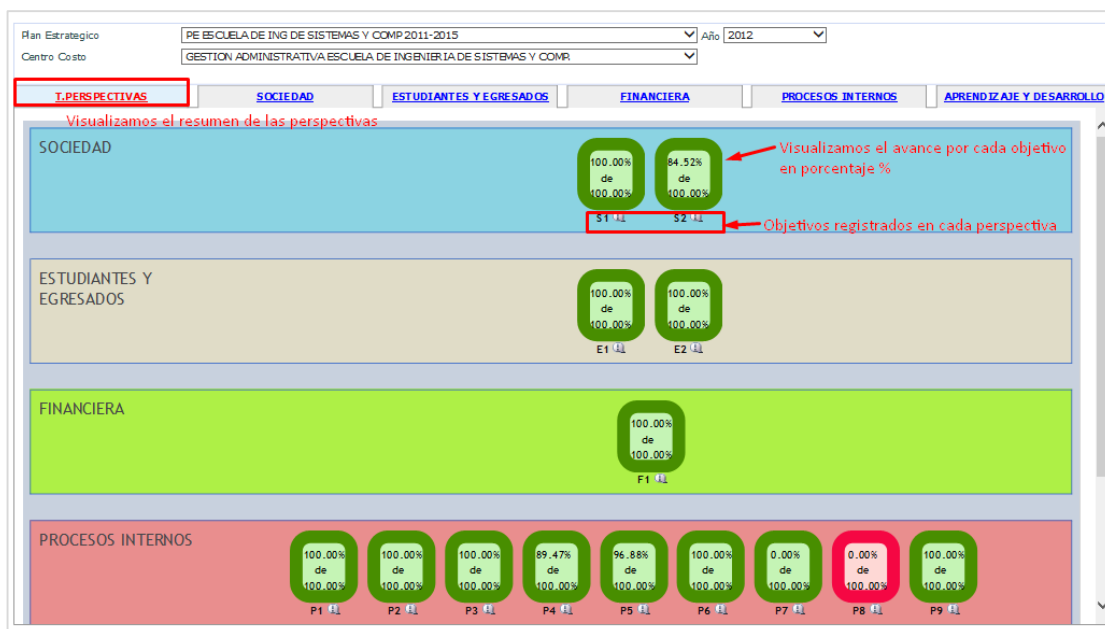 Plan Estrategico PE ESCUELA DE ING DE SISTEMAS Y COMP 2011-2015 Año 2012
Centro Costo GESTION ADMINISTRATIVA ESCUELA DE INGENIERIA DE SISTEMAS Y COMP.
T.PERSPECTIVAS SOCIEDAD ESTUDIANTES Y EGRESADOS FINANCIERA PROCESOS INTERNOS APRENDIZAJE Y DESARROLLO
Visualizamos el resumen de las perspectivas
SOCIEDAD
100.00% 84.52%
de de
100.00% 100.00%
S1 S2
Visualizamos el avance por cada objetivo
en porcentaje %
Objetivos registrados en cada perspectiva
ESTUDIANTES Y
EGRESADOS
100.00% 100.00%
de de
100.00% 100.00%
E1 E2
FINANCIERA
100.00%
de
100.00%
F1
PROCESOS INTERNOS
100.00% 100.00% 100.00% 89.47% 96.88% 100.00% 0.00% 0.00% 100.00%
de de de de de de de de de
100.00% 100.00% 100.00% 100.00% 100.00% 100.00% 100.00% 100.00% 100.00%
P1 P2 P3 P4 P5 P6 P7 P8 P9